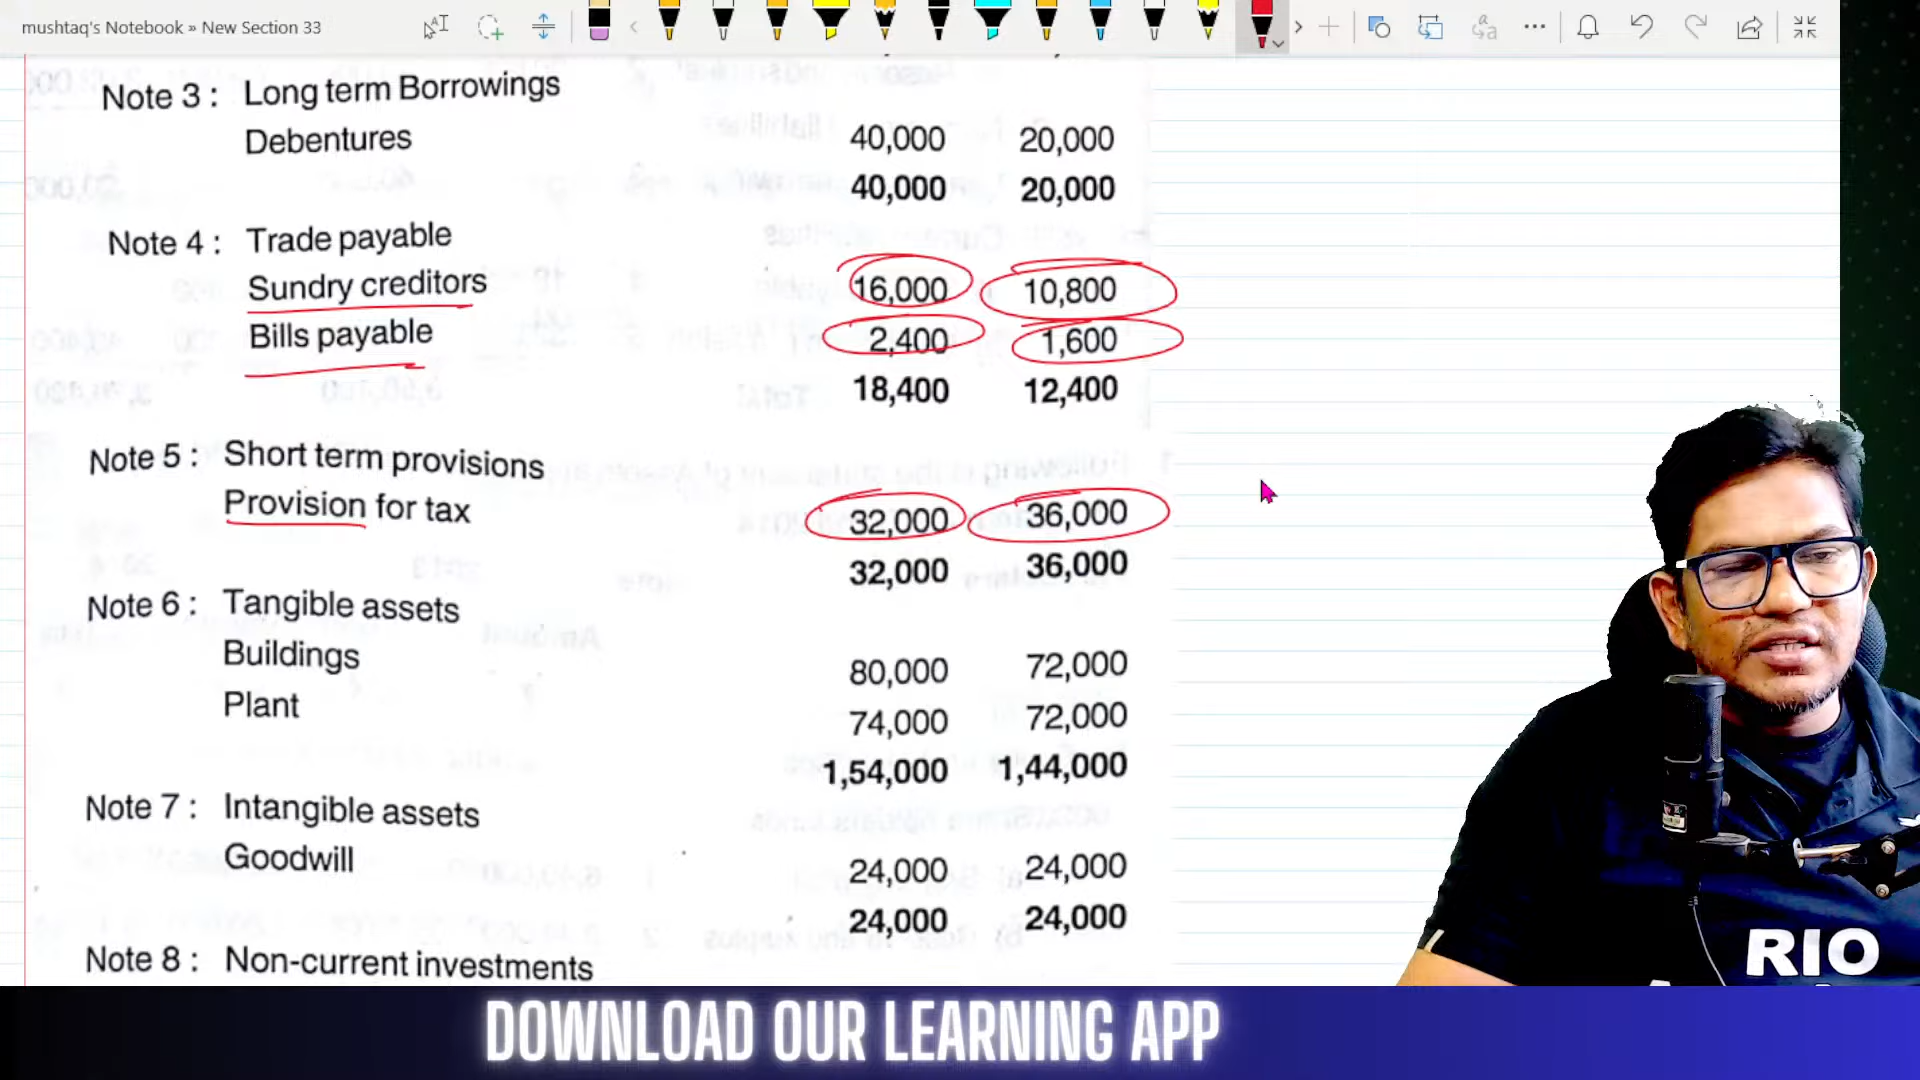 mushtaq's Notebook » New Section 33
Note 3 : Long term Borrowings
Debentures 40,000 20,000
40,000 20,000
Note 4 : Trade payable
Sundry creditors 16,000 10,800
Bills payable 2,400 1,600
18,400 12,400
Note 5 : Short term provisions
Provision for tax 32,000 36,000
32,000 36,000
Note 6 : Tangible assets
Buildings 80,000 72,000
Plant 74,000 72,000
1,54,000 1,44,000
Note 7 : Intangible assets
Goodwill 24,000 24,000
24,000 24,000
Note 8 : Non-current investments
RIO
DOWNLOAD OUR LEARNING APP